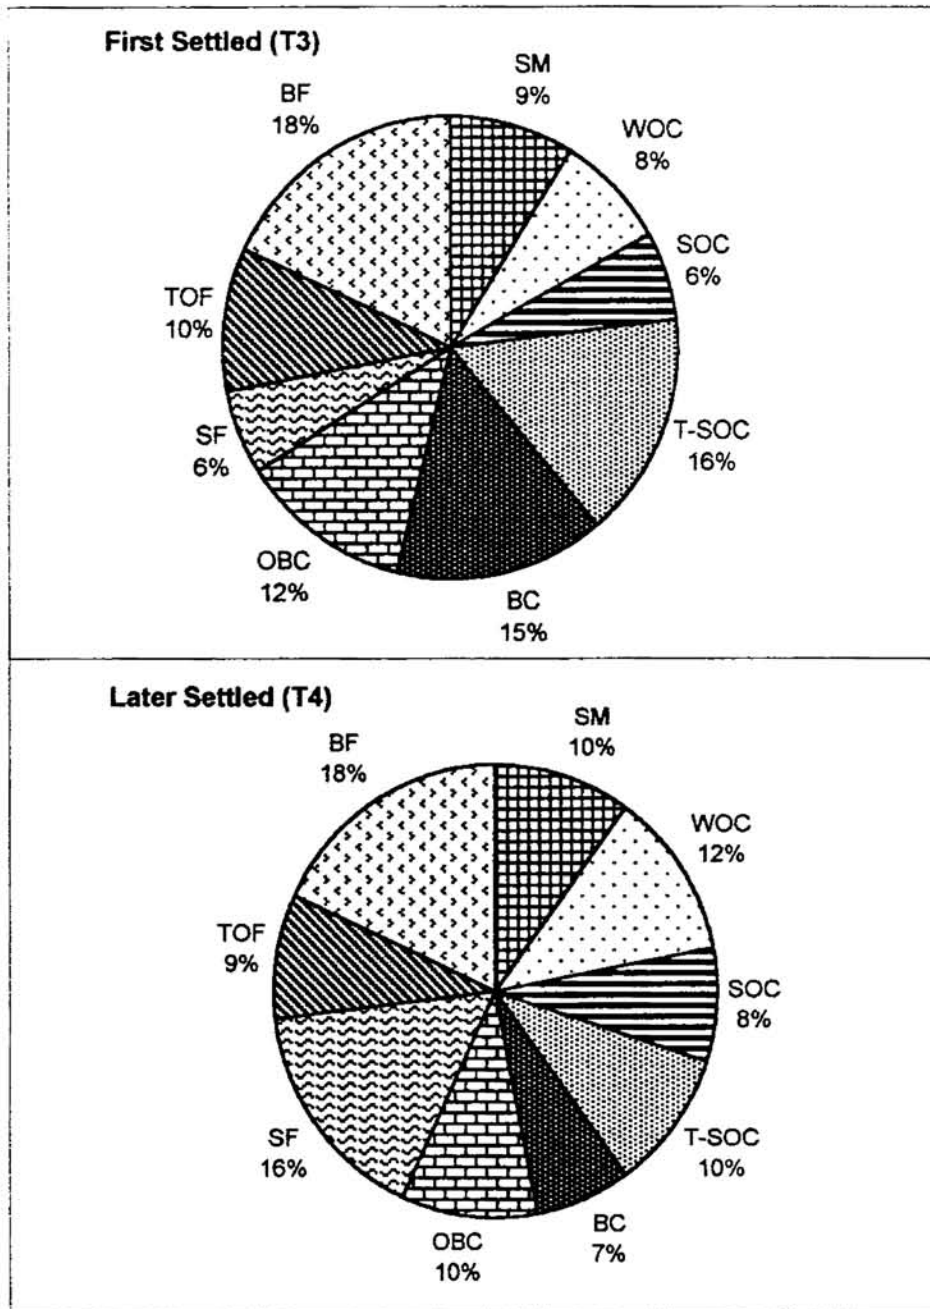 First Settled (T3)
SM
9%
WOC
8%
SOC
6%
T-SOC
16%
BC
15%
OBC
12%
SF
6%
TOF
10%
BF
18%
Later Settled (T4)
SM
10%
WOC
12%
SOC
8%
T-SOC
10%
BC
7%
OBC
10%
SF
16%
TOF
9%
BF
18%